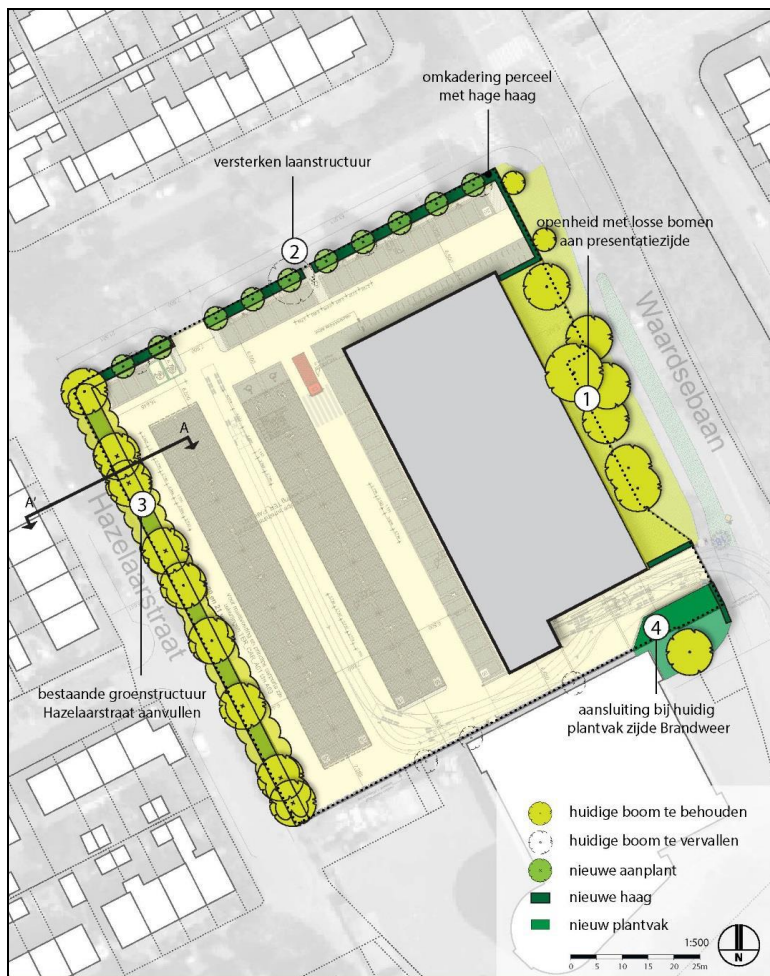 omkadering perceel
met hage haag
versterken laanstructuur
openheid met losse bomen
aan presentatiezijde
2
1
Waardsebaan
A
A'
3
Hazelaarstraat
4
bestaande groenstructuur
Hazelaarstraat aanvullen
aansluiting bij huidig
plantvak zijde Brandweer
huidige boom te behouden
huidige boom te vervallen
nieuwe aanplant
nieuwe haag
nieuw plantvak
1:500
0 5 10 15 20 25m
N